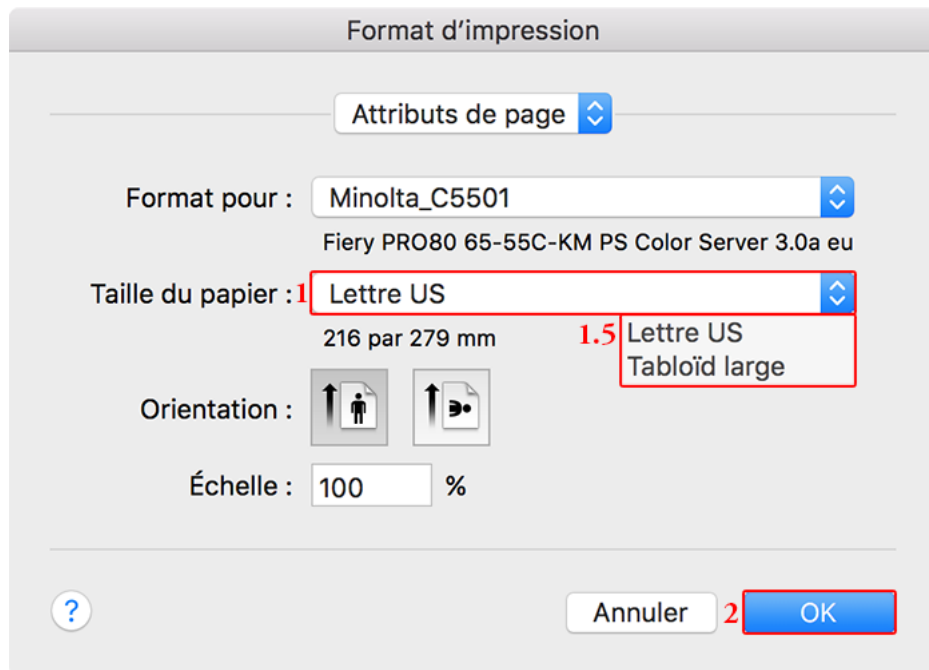 Format d’impression
Attributs de page
Format pour : Minolta_C5501
Fiery PRO80 65-55C-KM PS Color Server 3.0a eu
Taille du papier : 1 Lettre US
216 par 279 mm
1.5 Lettre US
Tabloïd large
Orientation :
Échelle : 100 %
? Annuler 2 OK